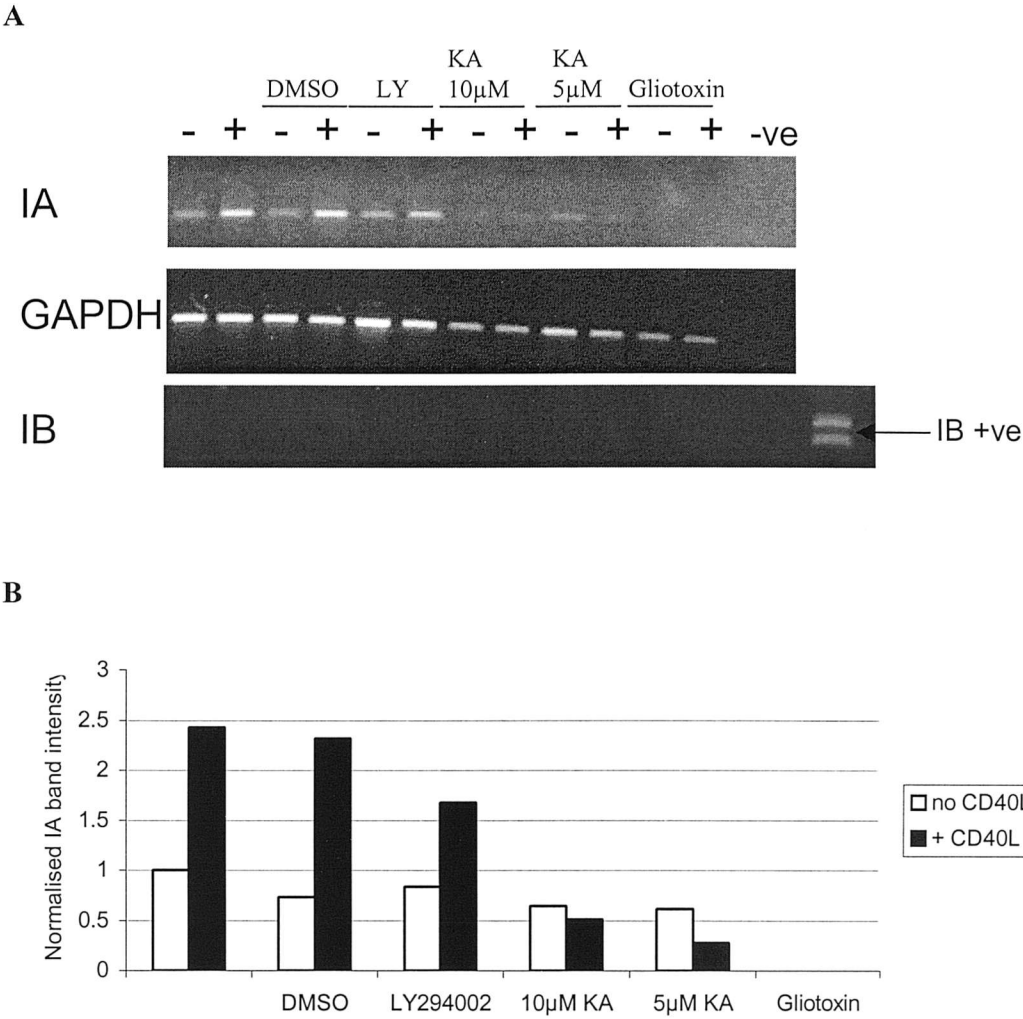 A
KA KA
DMSO LY 10µM 5µM Gliotoxin
- + - + - + - + - + - + -ve
IA
GAPDH
IB
IB +ve
B
Normalised IA band intensity
3
2.5
2
1.5
1
0.5
0
DMSO LY294002 10µM KA 5µM KA Gliotoxin
no CD40L
+ CD40L